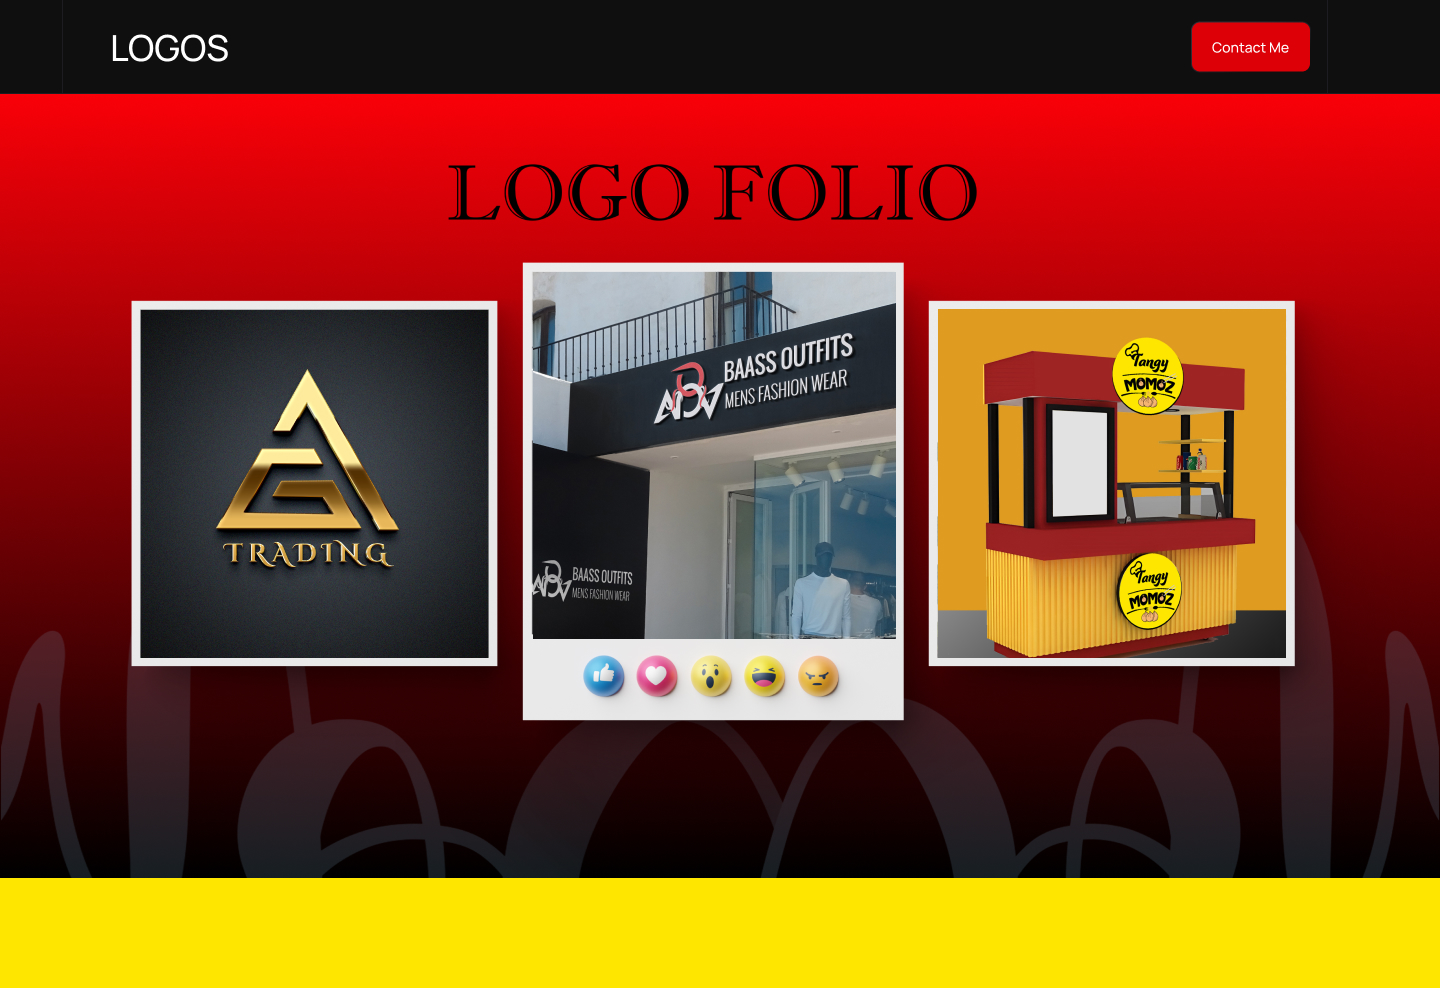 LOGOS
Contact Me
LOGO FOLIO
TRADING
BAASS OUTFITS
MENS FASHION WEAR
BAASS OUTFITS
MENS FASHION WEAR
Tangy
MOMOZ
Tangy
MOMOZ